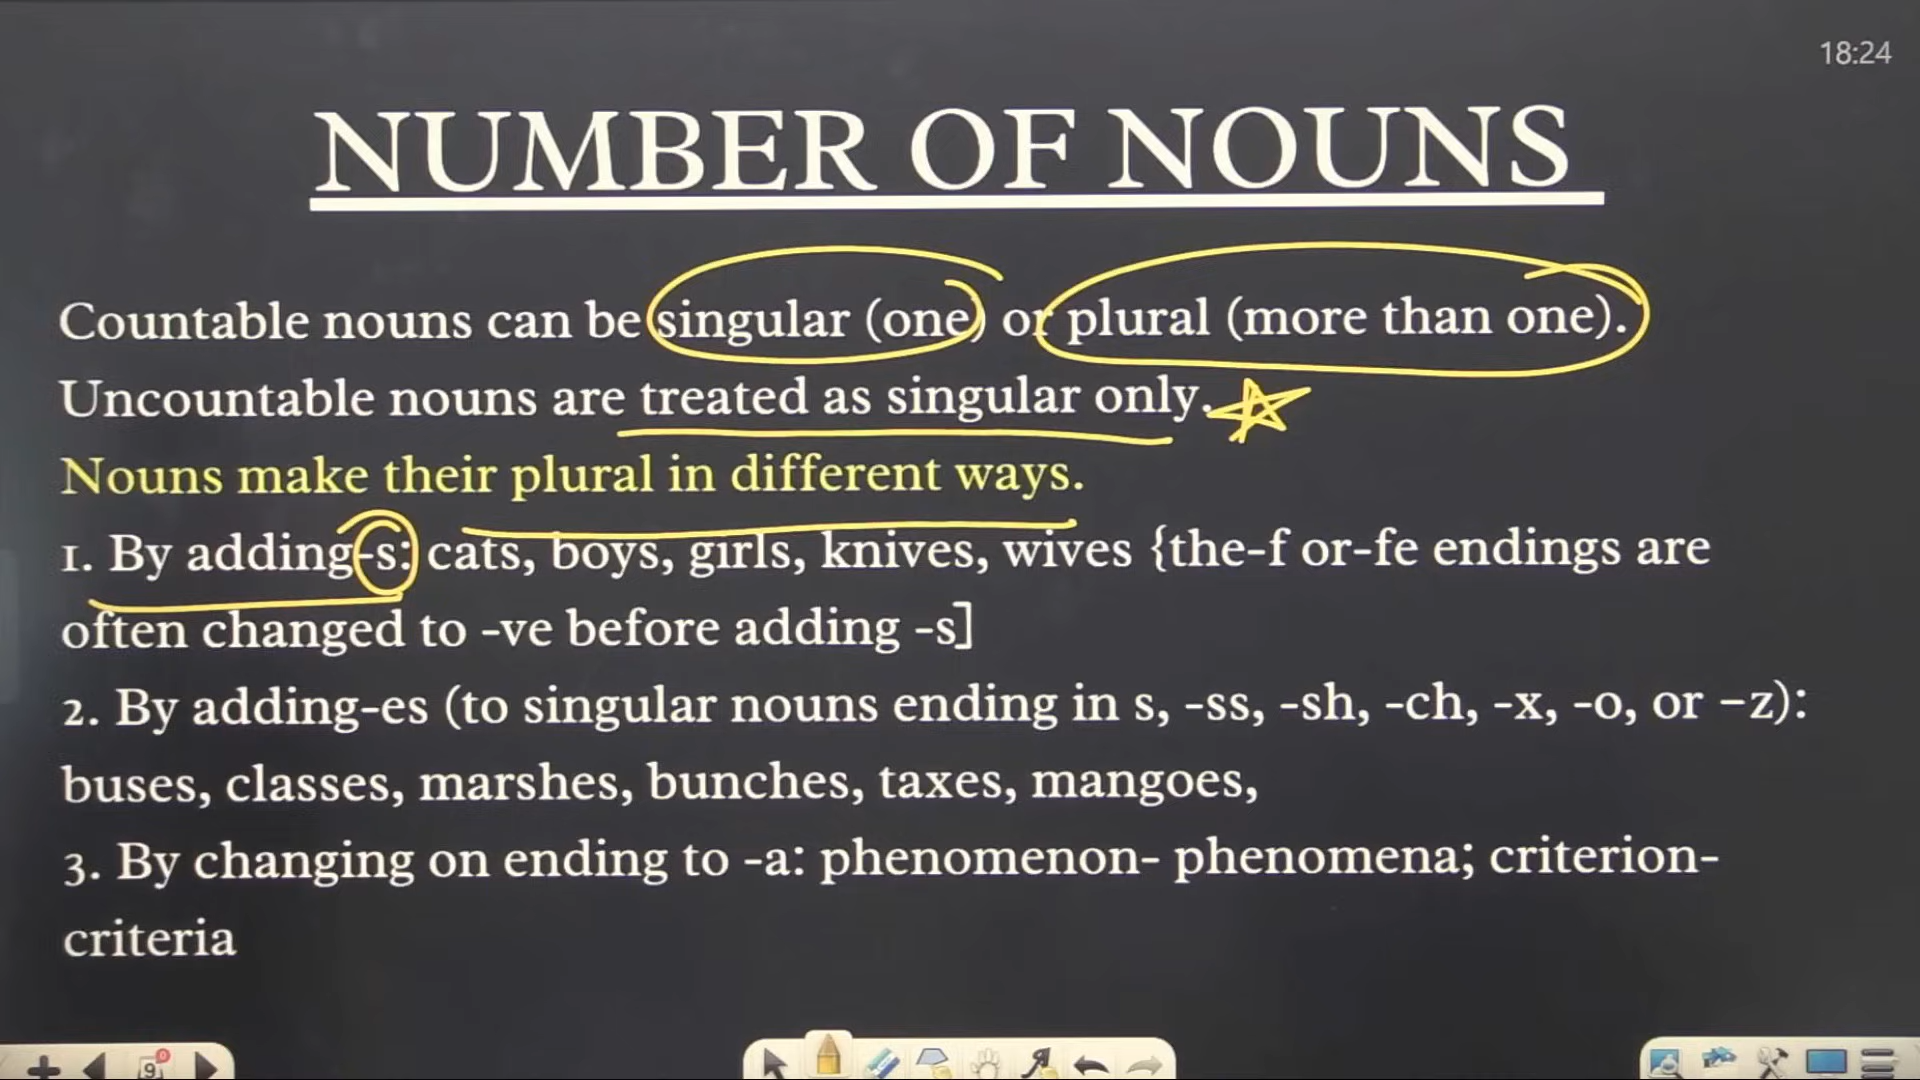 18:24
NUMBER OF NOUNS
Countable nouns can be singular (one) or plural (more than one).
Uncountable nouns are treated as singular only.
Nouns make their plural in different ways.
1. By adding-s: cats, boys, girls, knives, wives {the-f or-fe endings are
often changed to -ve before adding -s]
2. By adding-es (to singular nouns ending in s, -ss, -sh, -ch, -x, -o, or –z):
buses, classes, marshes, bunches, taxes, mangoes,
3. By changing on ending to -a: phenomenon- phenomena; criterion-
criteria
9
0